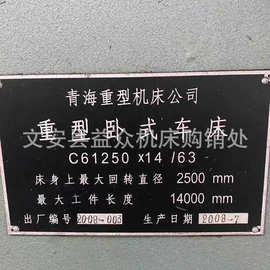 青海重型机床公司
重型卧式车床
文安县益众机床购销处
C61250 x14 /63
床身上最大回转直径 2500 mm
最大工件长度 14000 mm
出厂编号 2008-003 生产日期 2008-7